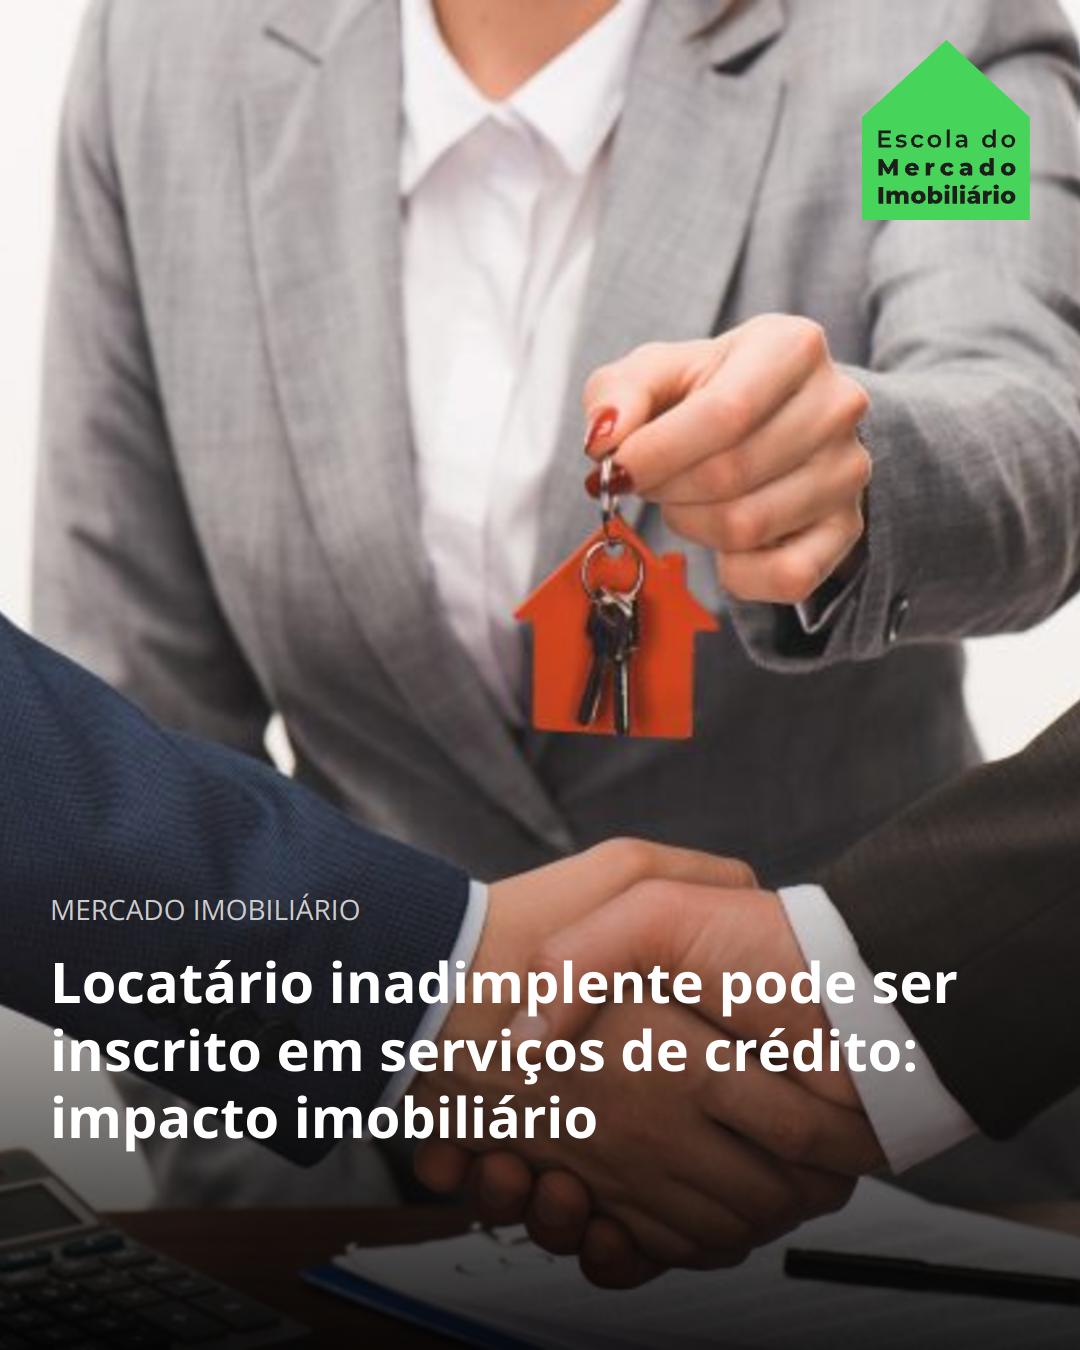 Escola do
Mercado
Imobiliário
MERCADO IMOBILIÁRIO
Locatário inadimplente pode ser
inscrito em serviços de crédito:
impacto imobiliário